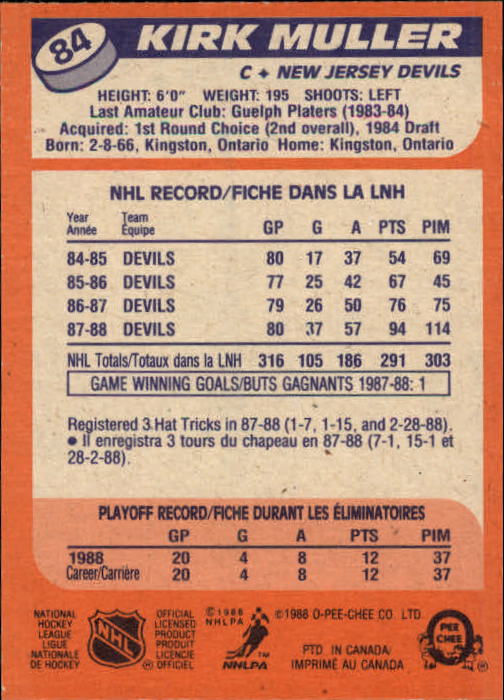 84
KIRK MULLER
C ♦ NEW JERSEY DEVILS
HEIGHT: 6'0" WEIGHT: 195 SHOOTS: LEFT
Last Amateur Club: Guelph Platers (1983-84)
Acquired: 1st Round Choice (2nd overall), 1984 Draft
Born: 2-8-66, Kingston, Ontario Home: Kingston, Ontario
NHL RECORD/FICHE DANS LA LNH
Year Team
Année Équipe GP G A PTS PIM
84-85 DEVILS 80 17 37 54 69
85-86 DEVILS 77 25 42 67 45
86-87 DEVILS 79 26 50 76 75
87-88 DEVILS 80 37 57 94 114
NHL Totals/Totaux dans la LNH 316 105 186 291 303
GAME WINNING GOALS/BUTS GAGNANTS 1987-88: 1
Registered 3 Hat Tricks in 87-88 (1-7, 1-15, and 2-28-88).
● Il enregistra 3 tours du chapeau en 87-88 (7-1, 15-1 et
28-2-88).
PLAYOFF RECORD/FICHE DURANT LES ÉLIMINATOIRES
GP G A PTS PIM
1988 20 4 8 12 37
Career/Carrière 20 4 8 12 37
NATIONAL
HOCKEY
LEAGUE
LIGUE
NATIONALE
DE HOCKEY
NHL
OFFICIAL
LICENSED
PRODUCT
PRODUIT
LICENCIÉ
® OFFICIEL
© 1988
NHLPA
™
NHLPA
© 1988 O-PEE-CHEE CO. LTD.
PTD. IN CANADA/
IMPRIMÉ AU CANADA
PEE
CHEE
®